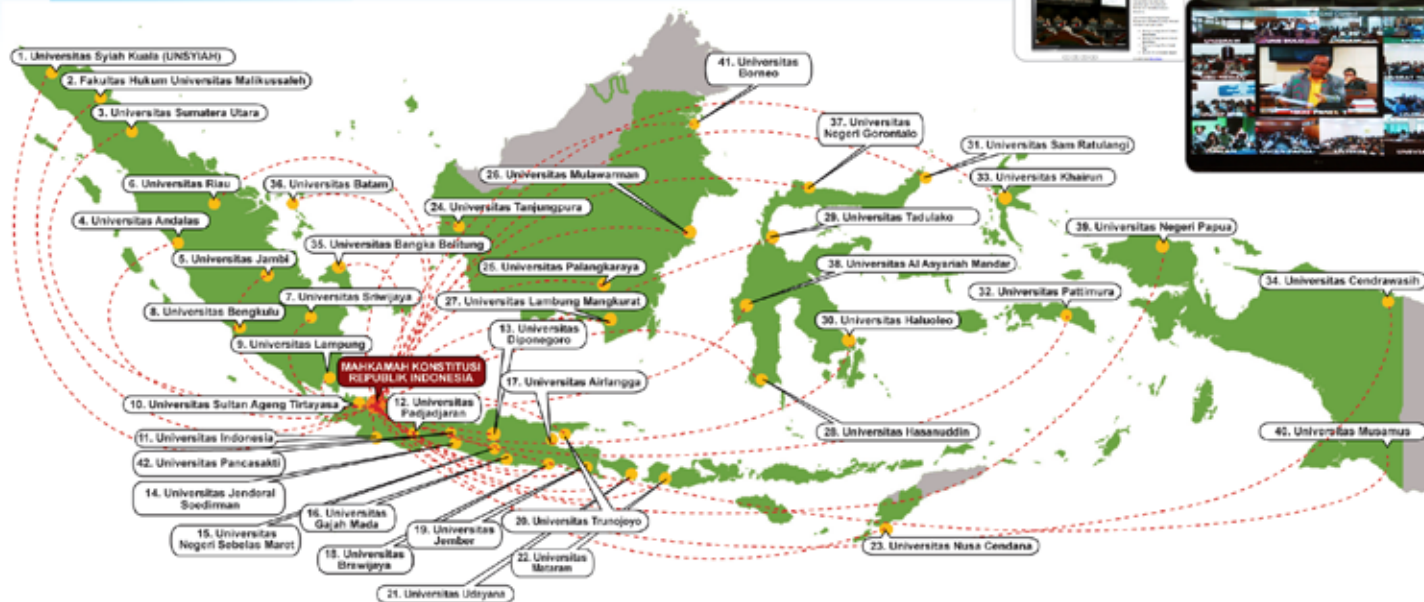 1. Universitas Syiah Kuala (UNSYIAH)
2. Fakultas Hukum Universitas Malikussaleh
3. Universitas Sumatera Utara
41. Universitas
Borneo
37. Universitas
Negeri Gorontalo
31. Universitas Sam Ratulangi
6. Universitas Riau
36. Universitas Batam
26. Universitas Mulawarman
33. Universitas Khairun
4. Universitas Andalas
24. Universitas Tanjungpura
29. Universitas Tadulako
39. Universitas Negeri Papua
35. Universitas Bangka Belitung
5. Universitas Jambi
25. Universitas Palangkaraya
38. Universitas Al Asyariah Mandar
34. Universitas Cendrawasih
7. Universitas Sriwijaya
27. Universitas Lambung Mangkurat
32. Universitas Pattimura
8. Universitas Bengkulu
30. Universitas Haluoleo
13. Universitas
Diponegoro
9. Universitas Lampung
MAHKAMAH KONSTITUSI
REPUBLIK INDONESIA
17. Universitas Airlangga
10. Universitas Sultan Ageng Tirtayasa
12. Universitas
Padjadjaran
11. Universitas Indonesia
28. Universitas Hasanuddin
40. Universitas Musamus
42. Universitas Pancasakti
14. Universitas Jenderal
Soedirman
16. Universitas
Gajah Mada
15. Universitas
Negeri Sebelas Maret
19. Universitas
Jember
20. Universitas Trunojoyo
18. Universitas
Brawijaya
22. Universitas
Mataram
23. Universitas Nusa Cendana
21. Universitas Udayana